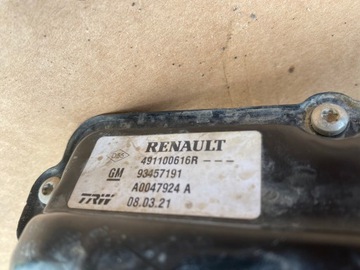 RENAULT
491100616R ---
GM 93457191
A0047924 A
TRW 08.03.21